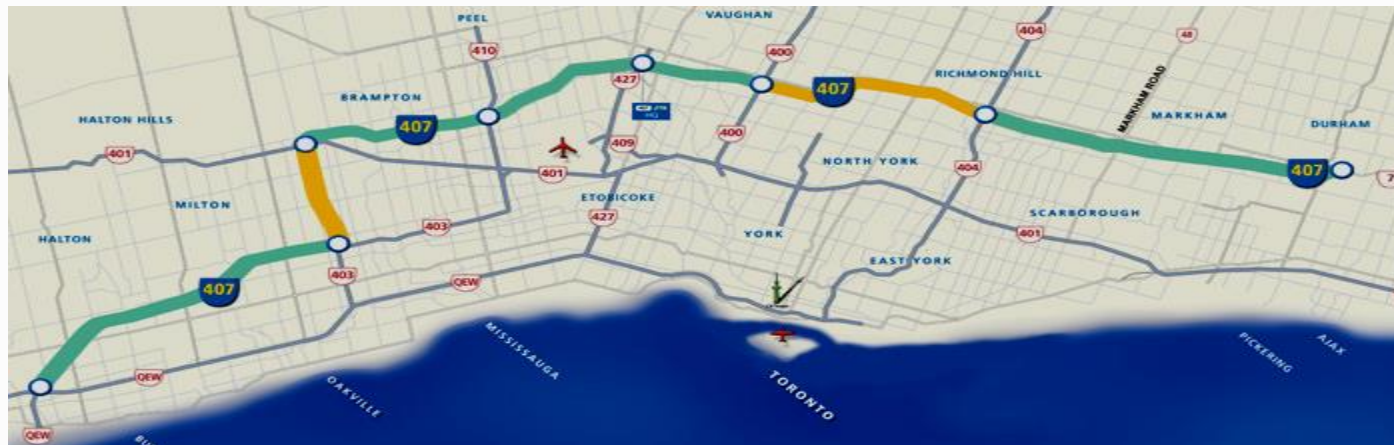 PEEL
VAUGHAN
404
48
410
400
427
407
RICHMOND HILL
MARKHAM ROAD
BRAMPTON
HQ
MARKHAM
HALTON HILLS
407
DURHAM
401
409
400
NORTH YORK
401
404
407
7
MILTON
ETOBICOKE
427
SCARBOROUGH
403
YORK
401
HALTON
EAST YORK
403
QEW
407
MISSISSAUGA
PICKERING
AJAX
QEW
OAKVILLE
TORONTO
QEW